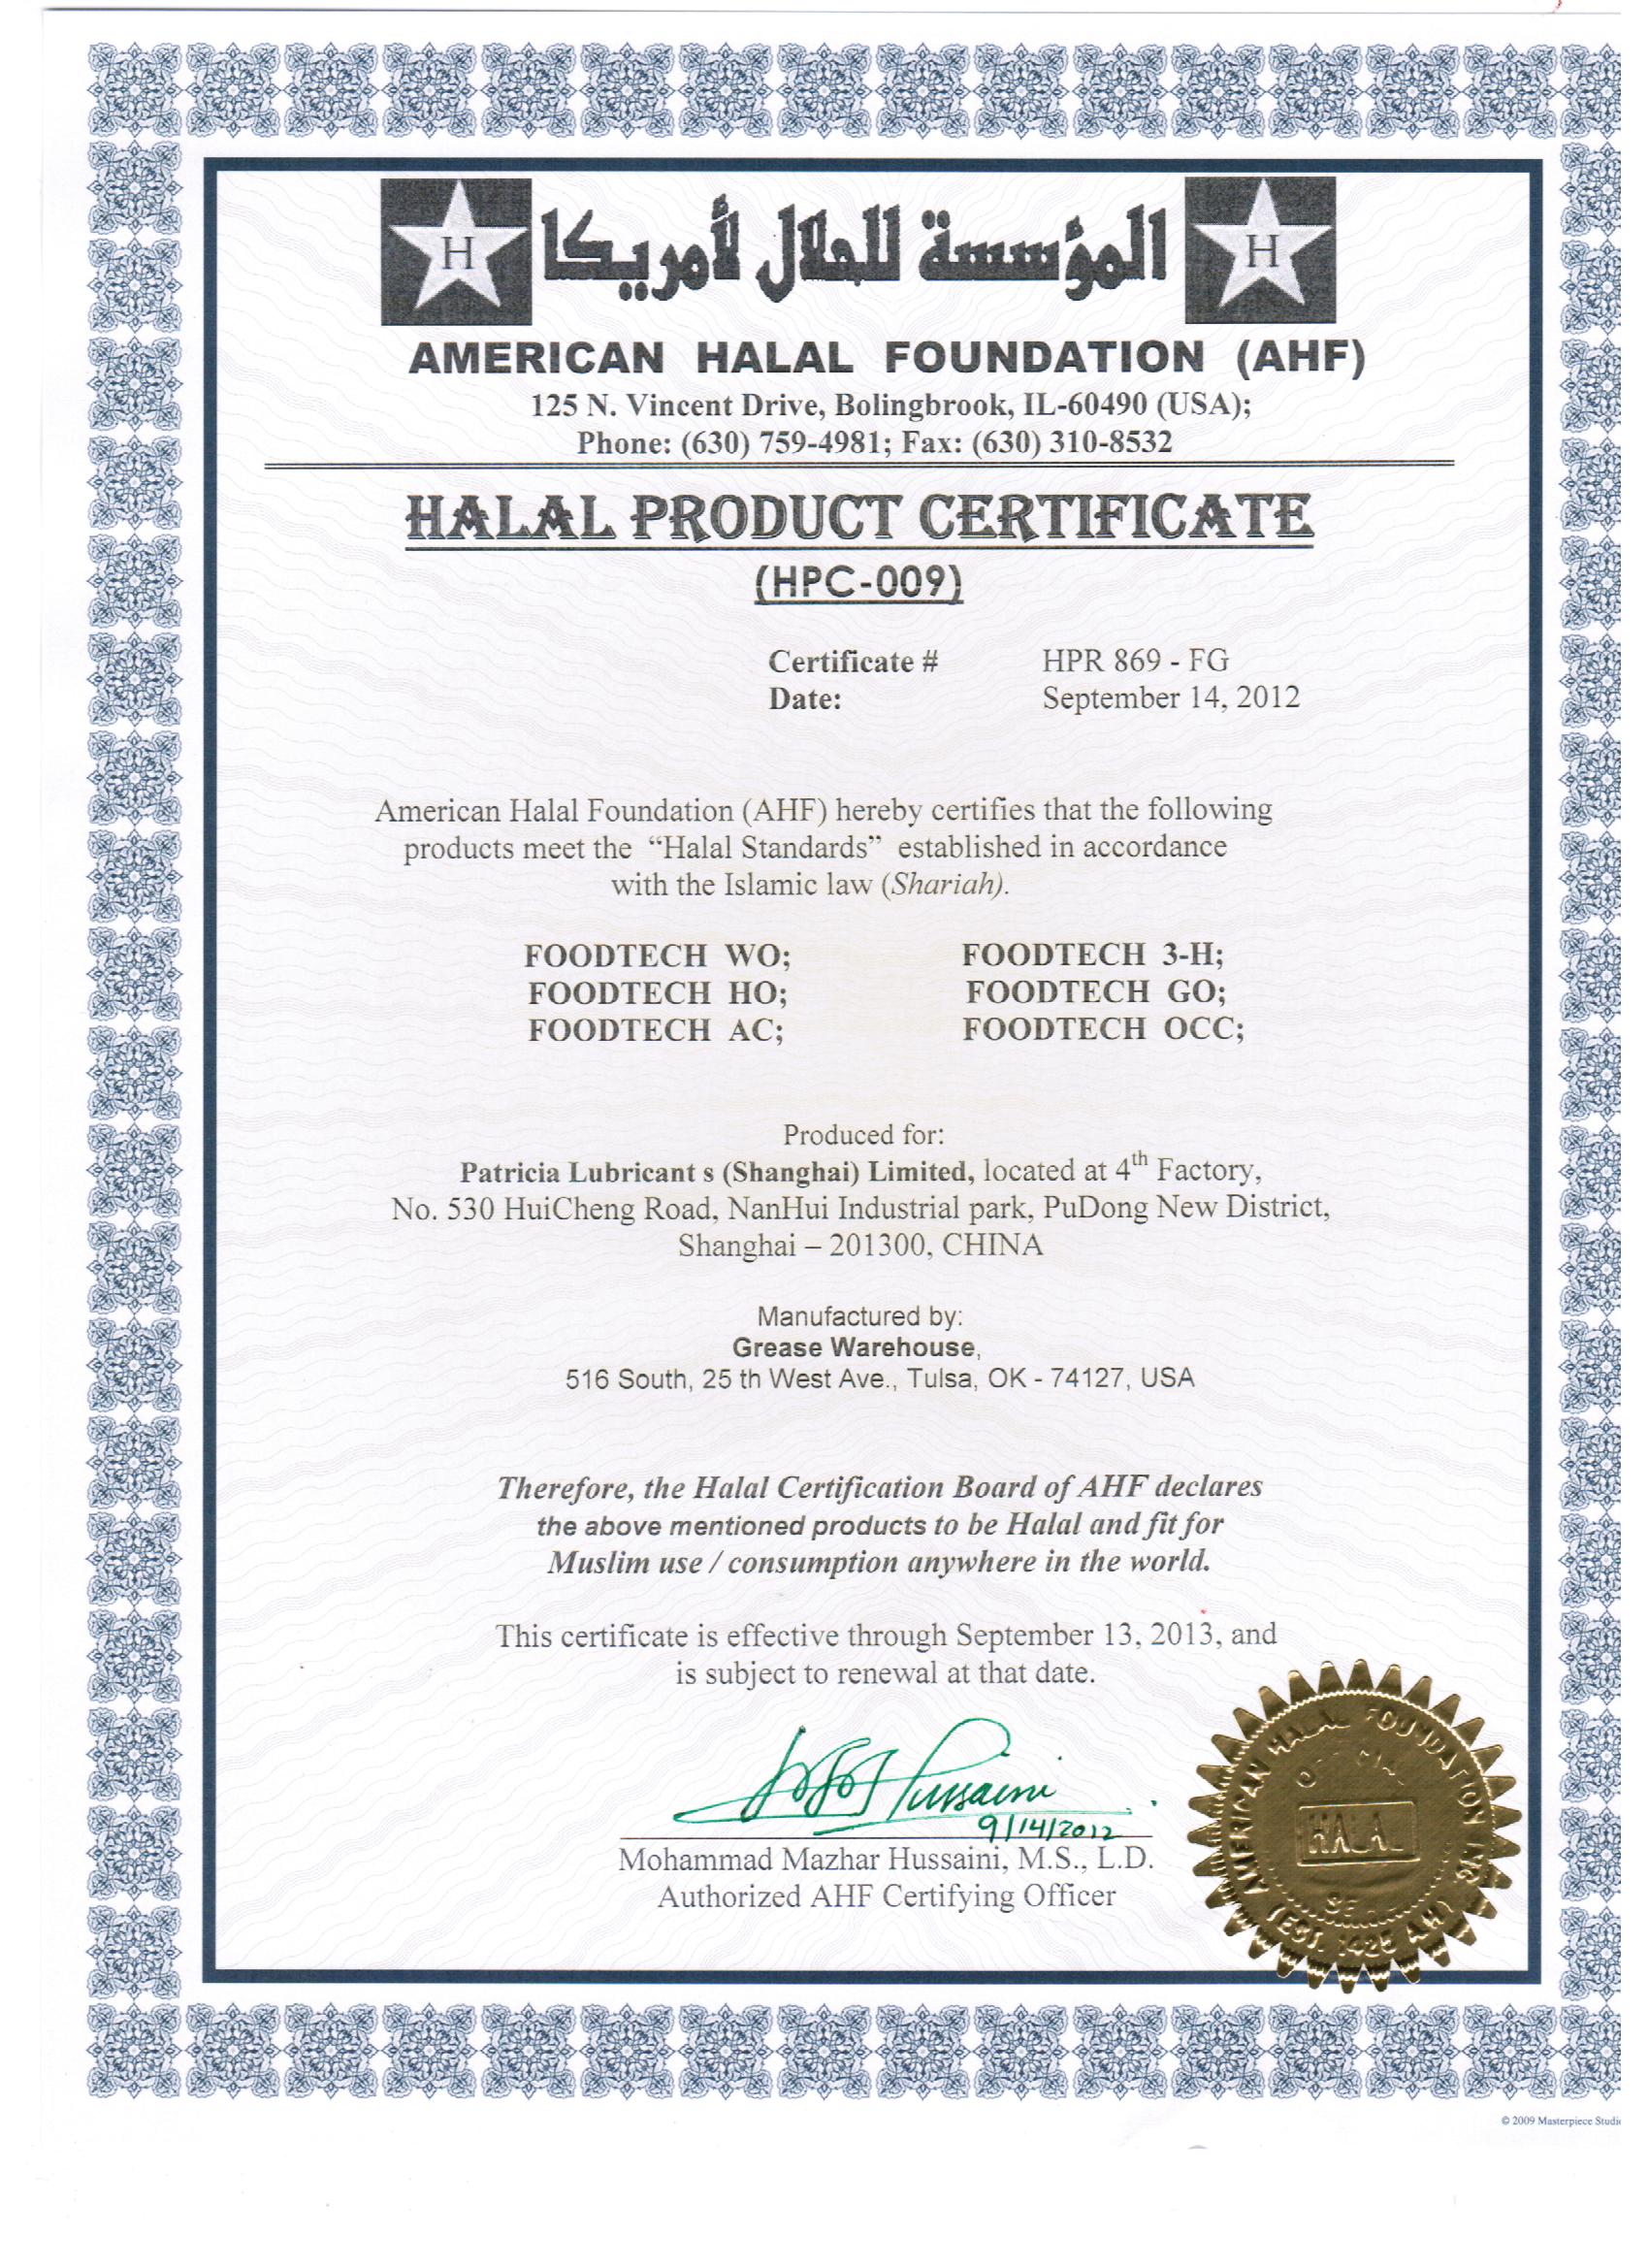 H المؤسسة للحلال لأمريكا H
AMERICAN HALAL FOUNDATION (AHF)
125 N. Vincent Drive, Bolingbrook, IL-60490 (USA);
Phone: (630) 759-4981; Fax: (630) 310-8532
HALAL PRODUCT CERTIFICATE
(HPC-009)
Certificate # HPR 869 - FG
Date: September 14, 2012
American Halal Foundation (AHF) hereby certifies that the following
products meet the “Halal Standards” established in accordance
with the Islamic law (Shariah).
FOODTECH WO; FOODTECH 3-H;
FOODTECH HO; FOODTECH GO;
FOODTECH AC; FOODTECH OCC;
Produced for:
Patricia Lubricant s (Shanghai) Limited, located at 4th Factory,
No. 530 HuiCheng Road, NanHui Industrial park, PuDong New District,
Shanghai – 201300, CHINA
Manufactured by:
Grease Warehouse,
516 South, 25 th West Ave., Tulsa, OK - 74127, USA
Therefore, the Halal Certification Board of AHF declares
the above mentioned products to be Halal and fit for
Muslim use / consumption anywhere in the world.
This certificate is effective through September 13, 2013, and
is subject to renewal at that date.
Hussaini
9/14/2012
Mohammad Mazhar Hussaini, M.S., L.D.
Authorized AHF Certifying Officer
AMERICAN HALAL FOUNDATION INC
HALAL
(EST. 1425 AH)
© 2009 Masterpiece Studi